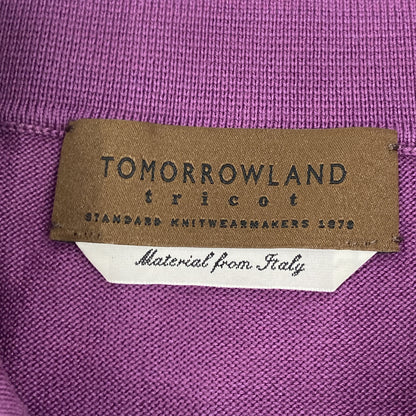 TOMORROWLAND
tricot
STANDARD KNITWEARMAKERS 1978
Material from Italy